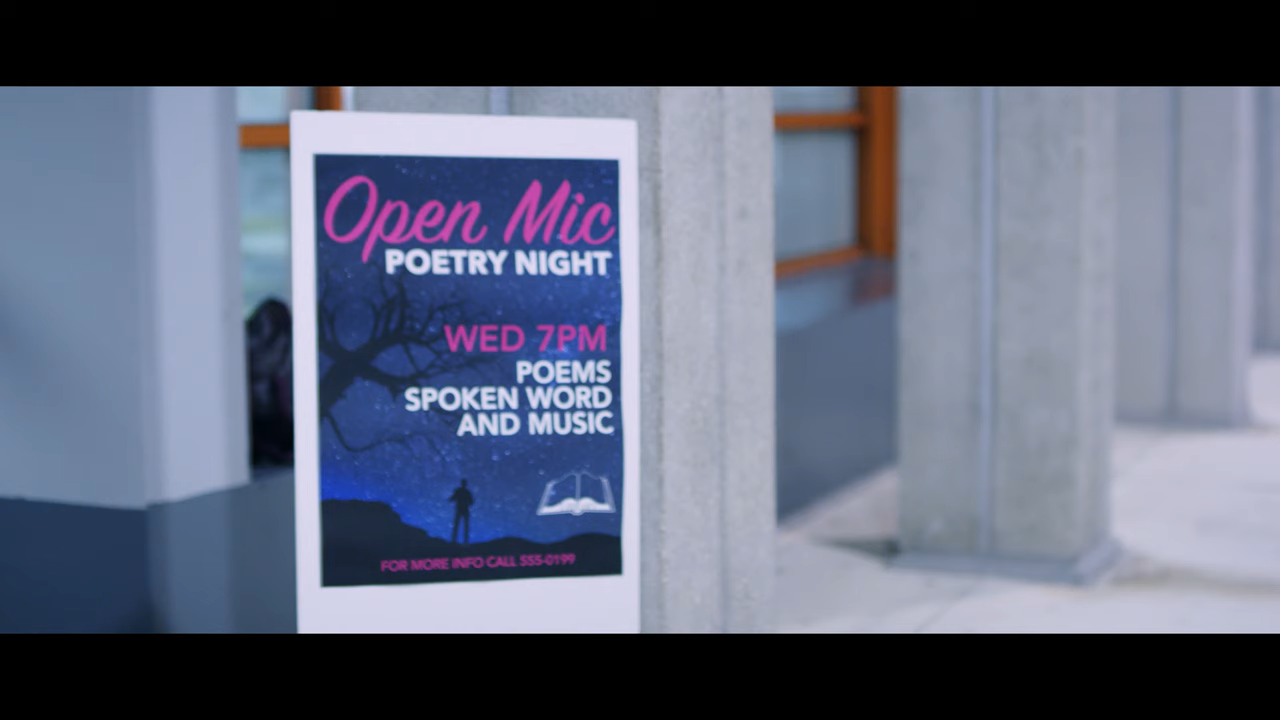 Open Mic
POETRY NIGHT
WED 7PM
POEMS
SPOKEN WORD
AND MUSIC
FOR MORE INFO CALL 555-0199